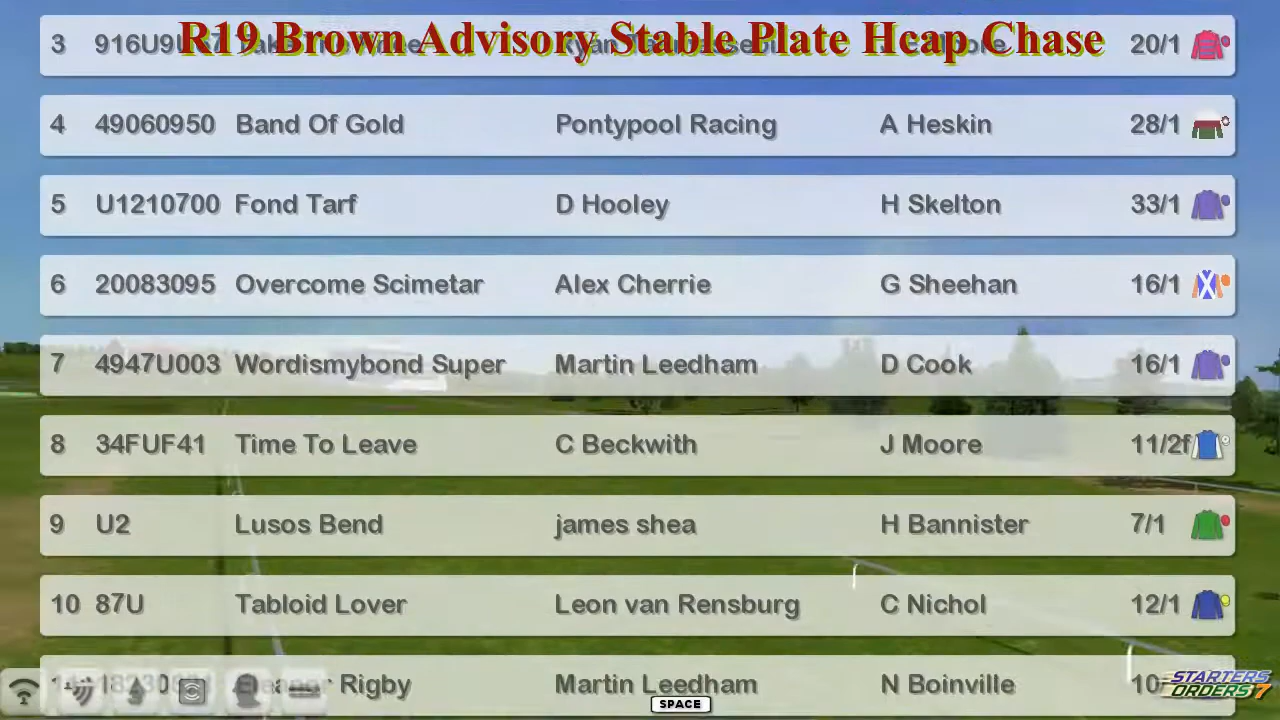 R19 Brown Advisory Stable Plate Hcap Chase
3 20/1
4 49060950 Band Of Gold Pontypool Racing A Heskin 28/1
5 U1210700 Fond Tarf D Hooley H Skelton 33/1
6 20083095 Overcome Scimetar Alex Cherrie G Sheehan 16/1
7 4947U003 Wordismybond Super Martin Leedham D Cook 16/1
8 34FUF41 Time To Leave C Beckwith J Moore 11/2f
9 U2 Lusos Bend james shea H Bannister 7/1
10 87U Tabloid Lover Leon van Rensburg C Nichol 12/1
Eleanor Rigby Martin Leedham N Boinville
SPACE
STARTERS ORDERS 7